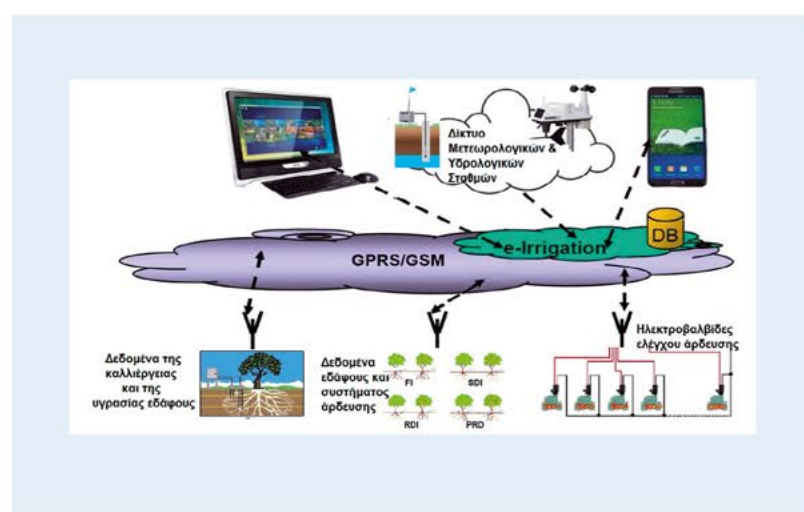 Δίκτυο
Μετεωρολογικών &
Υδρολογικών
Σταθμών
DB
e-Irrigation
GPRS/GSM
Δεδομένα της
καλλιέργειας
και της
υγρασίας εδάφους
Δεδομένα
εδάφους και
συστήματος
άρδευσης
FI
SDI
RDI
PRD
Ηλεκτροβαλβίδες
ελέγχου άρδευσης